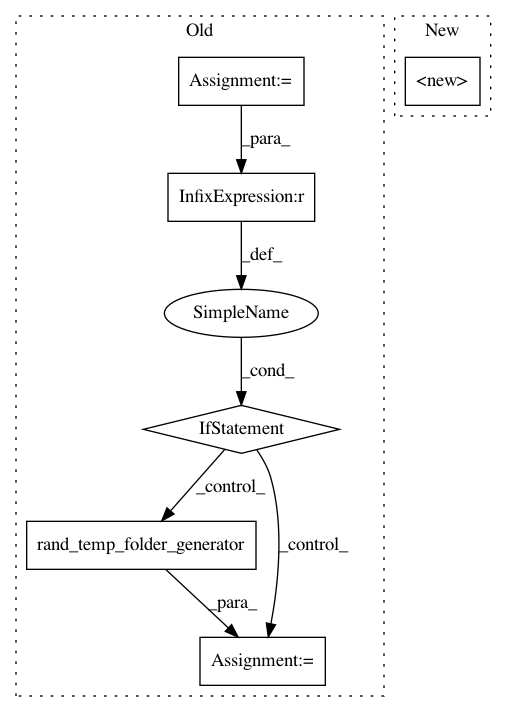 Old
New
Assignment:=
<new>
_para_
InfixExpression:r
_def_
SimpleName
_cond_
IfStatement
_control_
rand_temp_folder_generator
_control_
_para_
Assignment:=